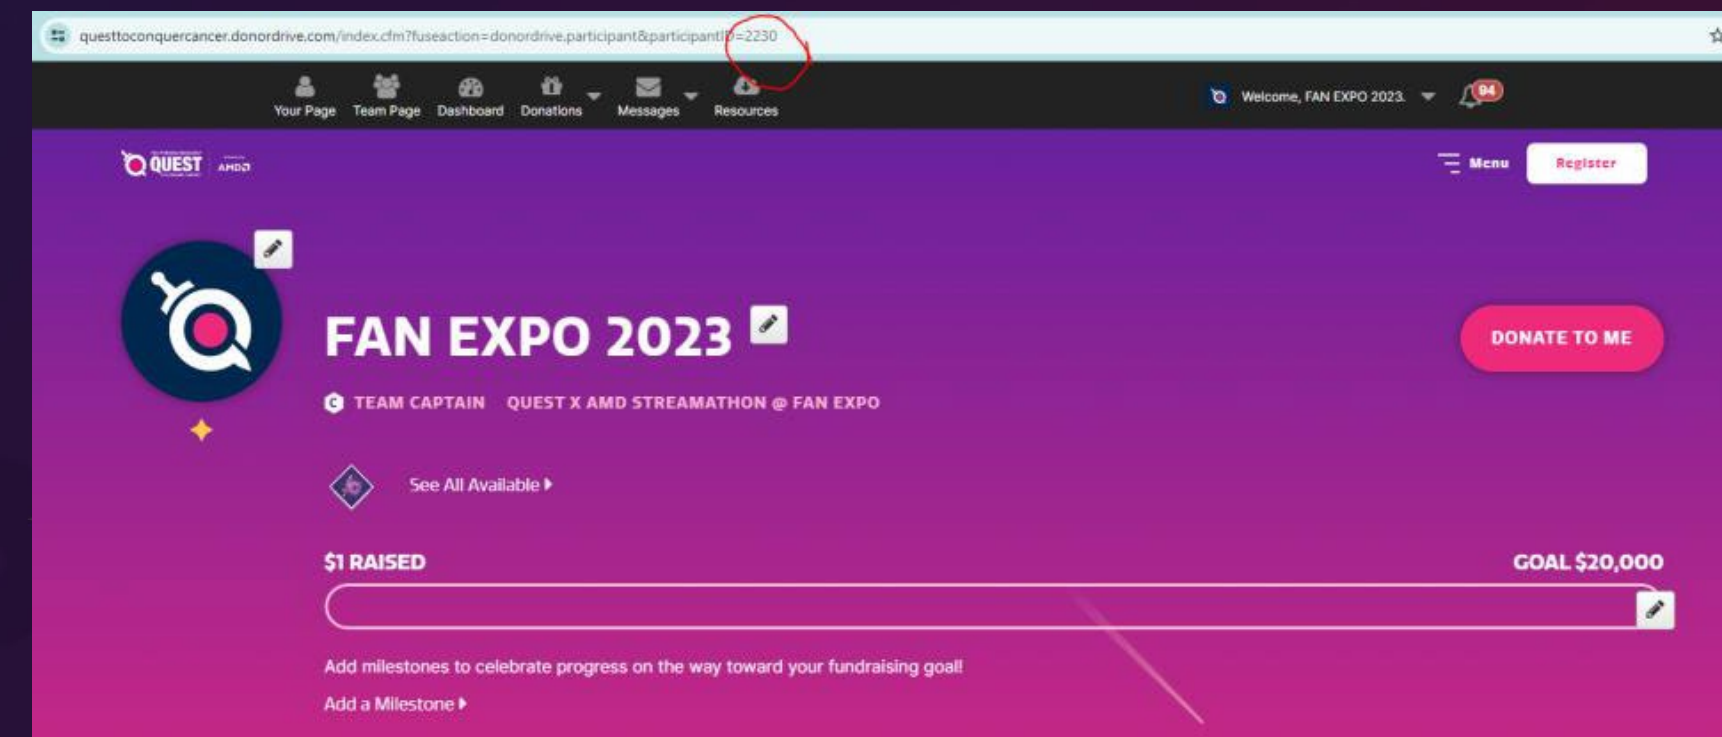 questtoconquercancer.donordrive.com/index.cfm?fuseaction=donordrive.participant&participantID=2230
Your Page Team Page Dashboard Donations Messages Resources
Welcome, FAN EXPO 2023. 94
QUEST AMD
Menu Register
FAN EXPO 2023
DONATE TO ME
C TEAM CAPTAIN QUEST X AMD STREAMATHON @ FAN EXPO
See All Available
$1 RAISED GOAL $20,000
Add milestones to celebrate progress on the way toward your fundraising goal!
Add a Milestone